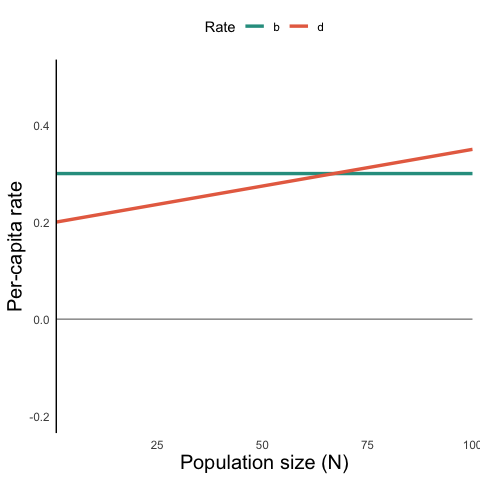 Rate b d
0.4
0.2
0.0
-0.2
Per-capita rate
25 50 75 100
Population size (N)